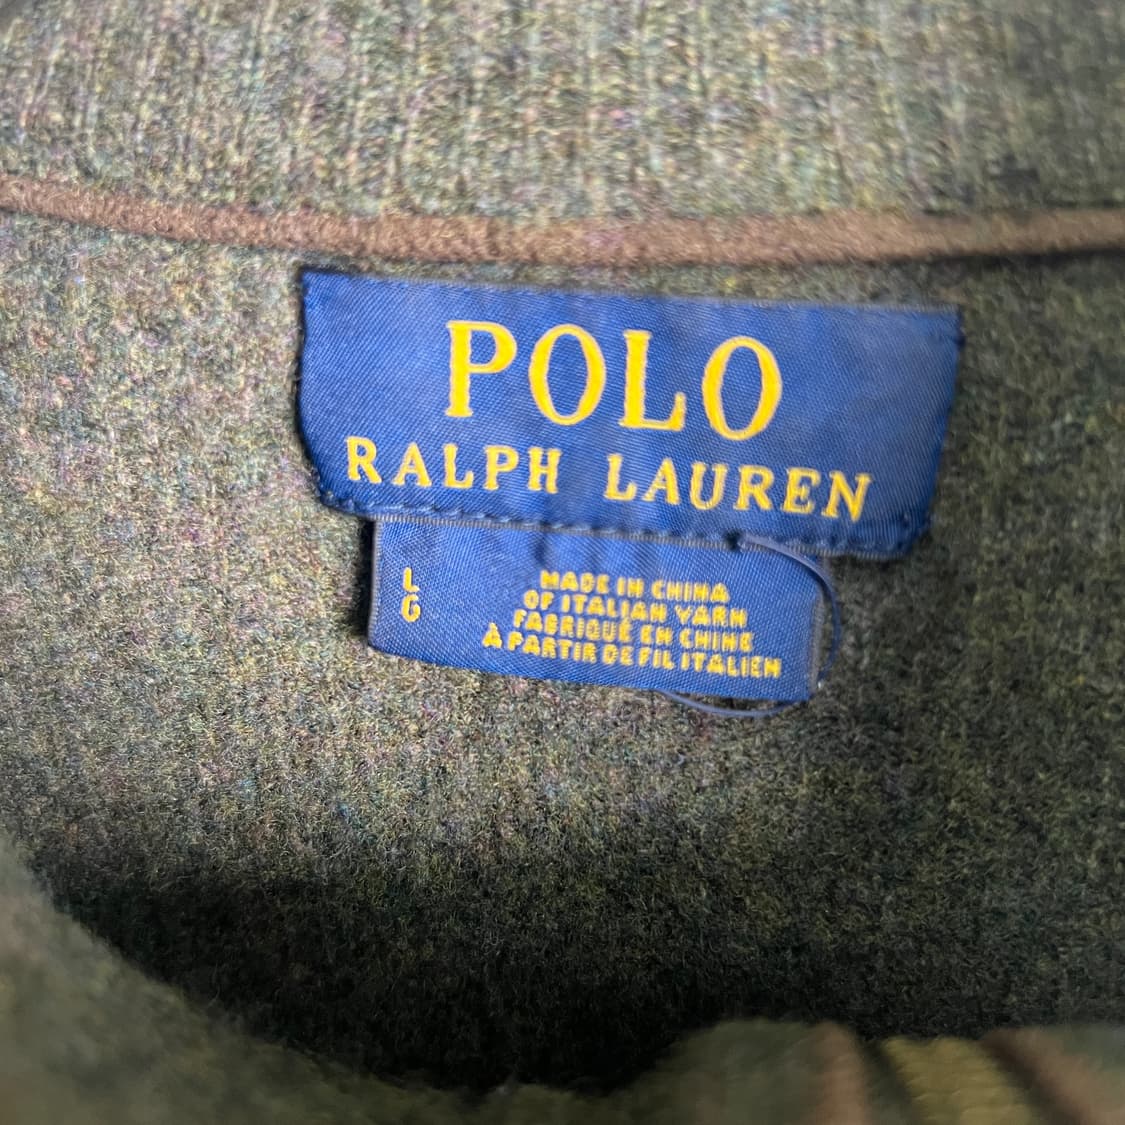 POLO
RALPH LAUREN
L
G
MADE IN CHINA
OF ITALIAN YARN
FABRIQUÉ EN CHINE
À PARTIR DE FIL ITALIEN